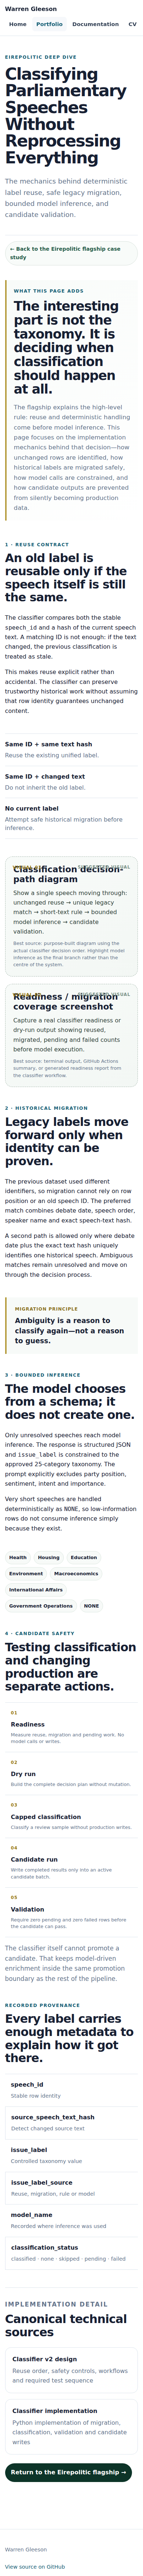 Warren Gleeson
Home Portfolio Documentation CV
EIREPOLITIC DEEP DIVE
Classifying
Parliamentary
Speeches
Without
Reprocessing
Everything
The mechanics behind deterministic
label reuse, safe legacy migration,
bounded model inference, and
candidate validation.
← Back to the Eirepolitic flagship case
study
WHAT THIS PAGE ADDS
The interesting
part is not the
taxonomy. It is
deciding when
classification
should happen
at all.
The flagship explains the high-level
rule: reuse and deterministic handling
come before model inference. This
page focuses on the implementation
mechanics behind that decision—how
unchanged rows are identified, how
historical labels are migrated safely,
how model calls are constrained, and
how candidate outputs are prevented
from silently becoming production
data.
1 · REUSE CONTRACT
An old label is
reusable only if the
speech itself is still
the same.
The classifier compares both the stable
speech_id and a hash of the current speech
text. A matching ID is not enough: if the text
changed, the previous classification is
treated as stale.
This makes reuse explicit rather than
accidental. The classifier can preserve
trustworthy historical work without assuming
that row identity guarantees unchanged
content.
Same ID + same text hash
Reuse the existing unified label.
Same ID + changed text
Do not inherit the old label.
No current label
Attempt safe historical migration before
inference.
Classification decision-
path diagram
Show a single speech moving through:
unchanged reuse → unique legacy
match → short-text rule → bounded
model inference → candidate
validation.
Best source: purpose-built diagram using the
actual classifier decision order. Highlight model
inference as the final branch rather than the
centre of the system.
Readiness / migration
coverage screenshot
Capture a real classifier readiness or
dry-run output showing reused,
migrated, pending and failed counts
before model execution.
Best source: terminal output, GitHub Actions
summary, or generated readiness report from
the classifier workflow.
2 · HISTORICAL MIGRATION
Legacy labels move
forward only when
identity can be
proven.
The previous dataset used different
identifiers, so migration cannot rely on row
position or an old speech ID. The preferred
match combines debate date, speech order,
speaker name and exact speech-text hash.
A second path is allowed only where debate
date plus the exact text hash uniquely
identifies one historical speech. Ambiguous
matches remain unresolved and move on
through the decision process.
MIGRATION PRINCIPLE
Ambiguity is a reason to
classify again—not a reason
to guess.
3 · BOUNDED INFERENCE
The model chooses
from a schema; it
does not create one.
Only unresolved speeches reach model
inference. The response is structured JSON
and issue_label is constrained to the
approved 25-category taxonomy. The
prompt explicitly excludes party position,
sentiment, intent and importance.
Very short speeches are handled
deterministically as NONE, so low-information
rows do not consume inference simply
because they exist.
Health Housing Education
Environment Macroeconomics
International Affairs
Government Operations NONE
4 · CANDIDATE SAFETY
Testing classification
and changing
production are
separate actions.
01
Readiness
Measure reuse, migration and pending work. No
model calls or writes.
02
Dry run
Build the complete decision plan without mutation.
03
Capped classification
Classify a review sample without production writes.
04
Candidate run
Write completed results only into an active
candidate batch.
05
Validation
Require zero pending and zero failed rows before
the candidate can pass.
The classifier itself cannot promote a
candidate. That keeps model-driven
enrichment inside the same promotion
boundary as the rest of the pipeline.
RECORDED PROVENANCE
Every label carries
enough metadata to
explain how it got
there.
speech_id
Stable row identity
source_speech_text_hash
Detect changed source text
issue_label
Controlled taxonomy value
issue_label_source
Reuse, migration, rule or model
model_name
Recorded where inference was used
classification_status
classified · none · skipped · pending · failed
IMPLEMENTATION DETAIL
Canonical technical
sources
Classifier v2 design
Reuse order, safety controls, workflows
and required test sequence
Classifier implementation
Python implementation of migration,
classification, validation and candidate
writes
Return to the Eirepolitic flagship →
Warren Gleeson
View source on GitHub